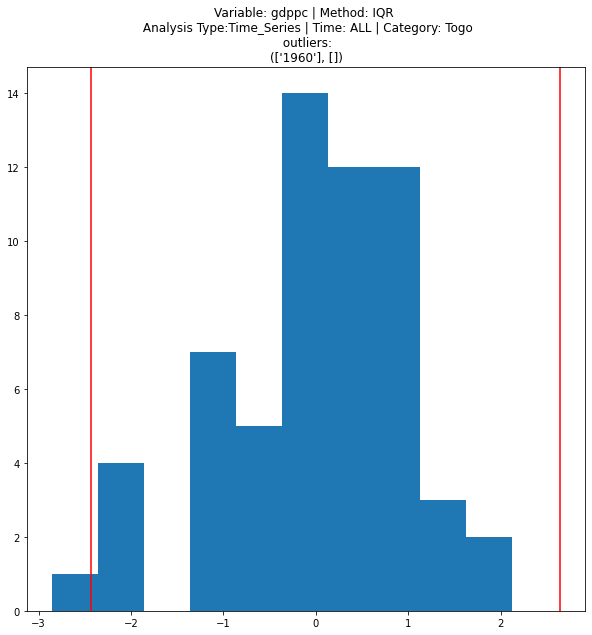 Variable: gdppc | Method: IQR
Analysis Type:Time_Series | Time: ALL | Category: Togo
outliers:
(['1960'], [])
14
12
10
8
6
4
2
0
−3 −2 −1 0 1 2